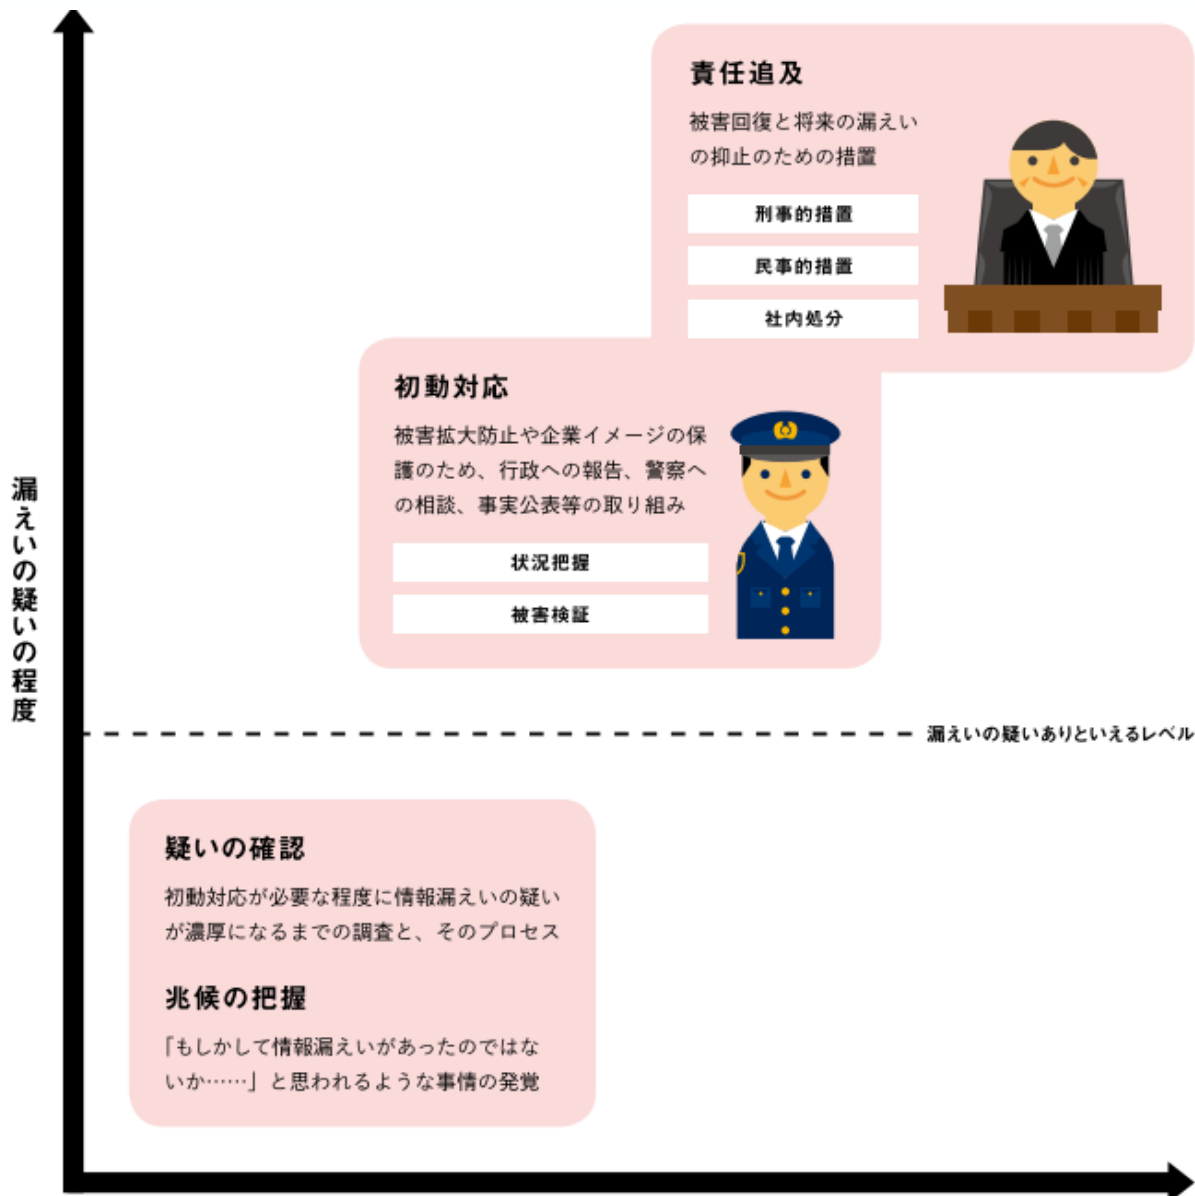 責任追及
被害回復と将来の漏えい
の抑止のための措置
刑事的措置
民事的措置
社内処分
初動対応
被害拡大防止や企業イメージの保
護のため、行政への報告、警察へ
の相談、事実公表等の取り組み
状況把握
被害検証
漏えいの疑いの程度
漏えいの疑いありといえるレベル
疑いの確認
初動対応が必要な程度に情報漏えいの疑い
が濃厚になるまでの調査と、そのプロセス
兆候の把握
「もしかして情報漏えいがあったのではな
いか……」と思われるような事情の発覚